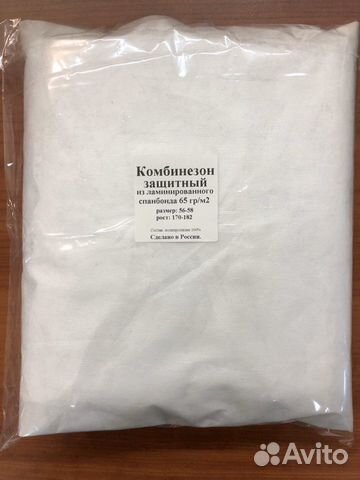 Комбинезон
защитный
из ламинированного
спанбонда 65 гр/м2
размер: 56-58
рост: 170-182
Состав: полипропилен 100%
Сделано в России.
Avito